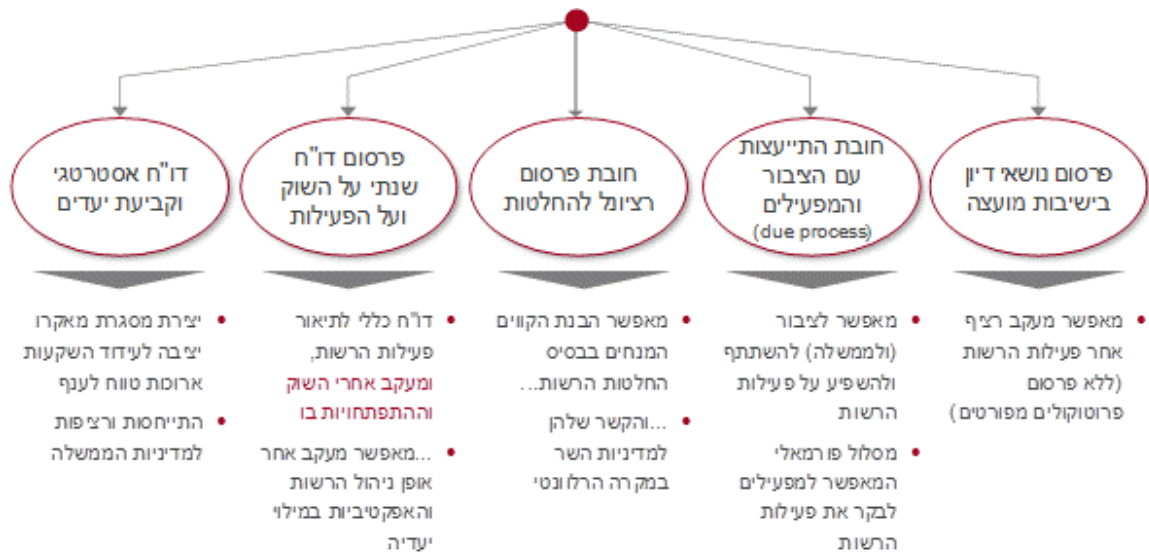 פרסום נושאי דיון
בישיבות מועצה
מאפשר מעקב רציף
אחר פעילות הרשות
(ללא פרסום
פרוטוקולים מפורטים)
חובת התייעצות
עם הציבור
והמפעילים
(due process)
מאפשר לציבור
(ולממשלה) להשתתף
ולהשפיע על פעילות
הרשות
מסלול פורמאלי
המאפשר למפעילים
לבקר את פעילות
הרשות
חובת פרסום
רציונל להחלטות
מאפשר הבנת הקווים
המנחים בבסיס
החלטות הרשות...
...והקשר שלהן
למדיניות השר
במקרה הרלוונטי
פרסום דו"ח
שנתי על השוק
ועל הפעילות
דו"ח כללי לתיאור
פעילות הרשות,
ומעקב אחרי השוק
וההתפתחויות בו
...מאפשר מעקב אחר
אופן ניהול הרשות
והאפקטיביות במילוי
יעדיה
דו"ח אסטרטגי
וקביעת יעדים
יצירת מסגרת מאקרו
יציבה לעידוד השקעות
ארוכות טווח לענף
התייחסות ורציפות
למדיניות הממשלה